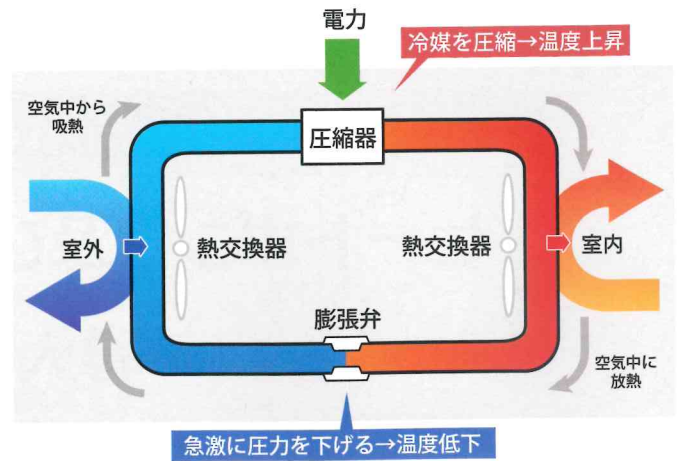 電力
冷媒を圧縮→温度上昇
空気中から
吸熱
圧縮器
室外
熱交換器
熱交換器
室内
膨張弁
空気中に
放熱
急激に圧力を下げる→温度低下